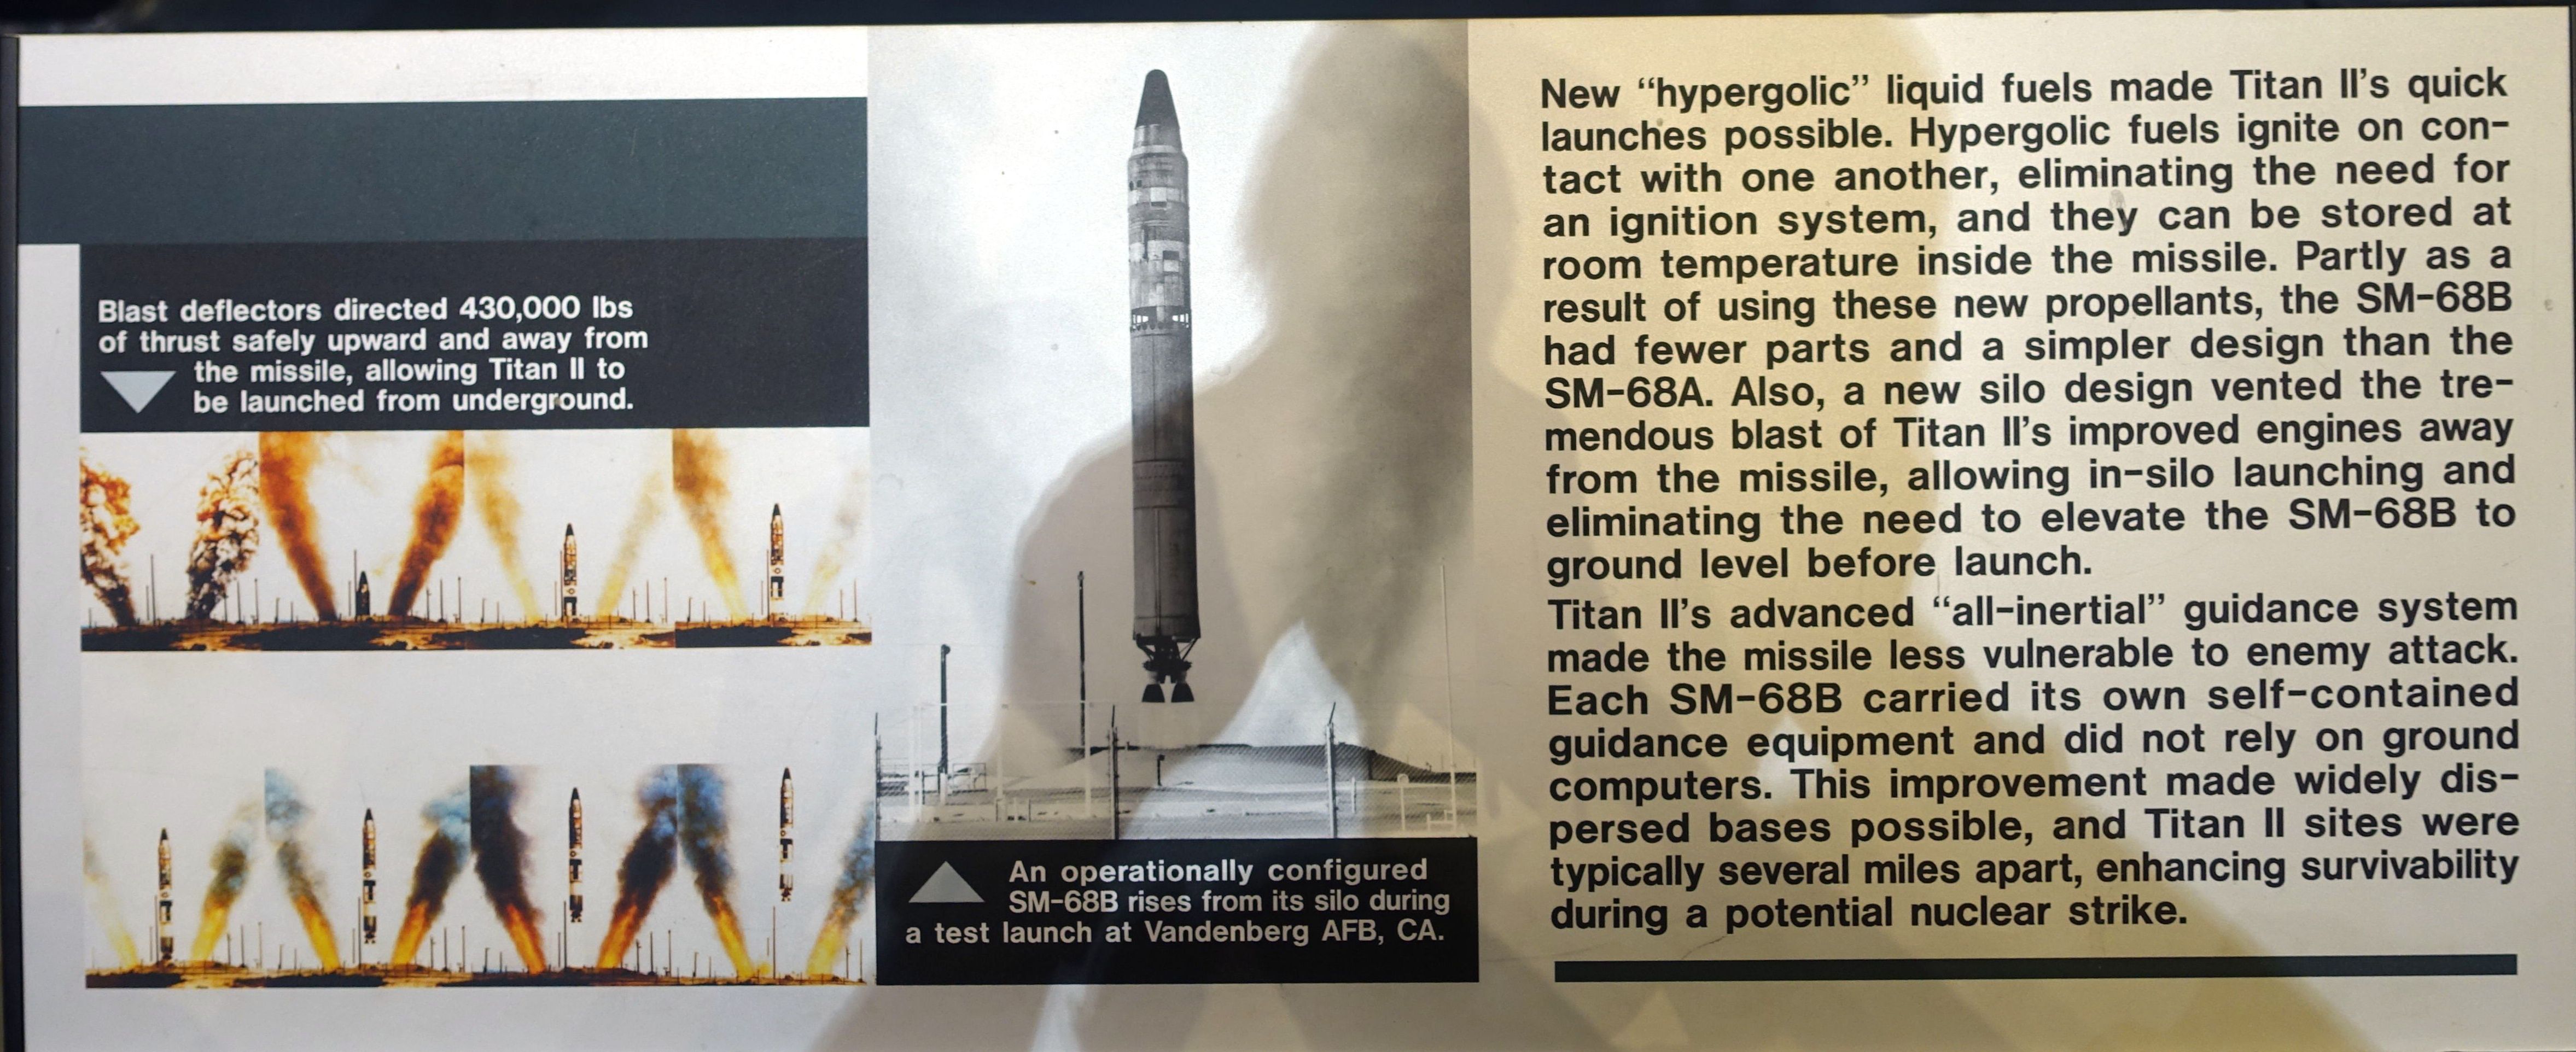 Blast deflectors directed 430,000 lbs
of thrust safely upward and away from
the missile, allowing Titan II to
be launched from underground.
An operationally configured
SM-68B rises from its silo during
a test launch at Vandenberg AFB, CA.
New “hypergolic” liquid fuels made Titan II's quick
launches possible. Hypergolic fuels ignite on con-
tact with one another, eliminating the need for
an ignition system, and they can be stored at
room temperature inside the missile. Partly as a
result of using these new propellants, the SM-68B
had fewer parts and a simpler design than the
SM-68A. Also, a new silo design vented the tre-
mendous blast of Titan II's improved engines away
from the missile, allowing in-silo launching and
eliminating the need to elevate the SM-68B to
ground level before launch.
Titan II's advanced “all-inertial” guidance system
made the missile less vulnerable to enemy attack.
Each SM-68B carried its own self-contained
guidance equipment and did not rely on ground
computers. This improvement made widely dis-
persed bases possible, and Titan II sites were
typically several miles apart, enhancing survivability
during a potential nuclear strike.